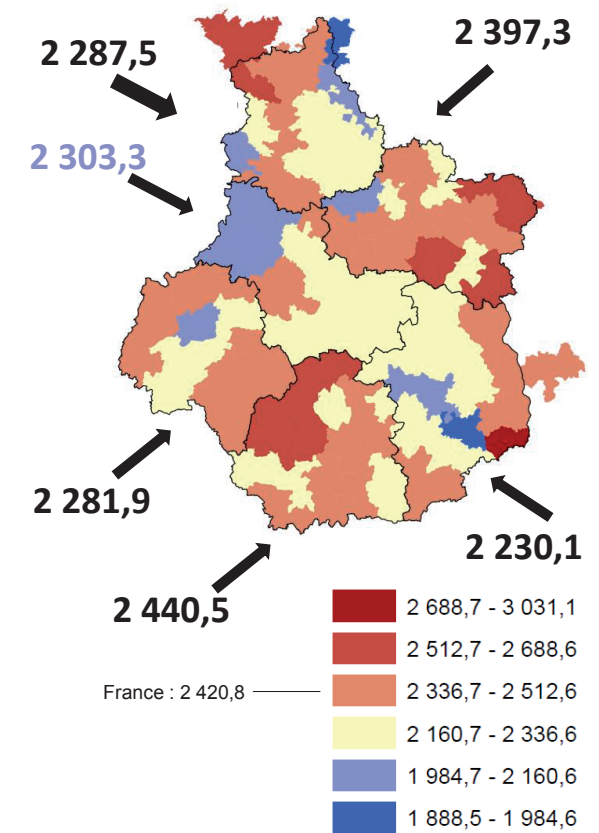 2 287,5
2 397,3
2 303,3
2 281,9
2 230,1
2 440,5
2 688,7 - 3 031,1
2 512,7 - 2 688,6
France : 2 420,8
2 336,7 - 2 512,6
2 160,7 - 2 336,6
1 984,7 - 2 160,6
1 888,5 - 1 984,6